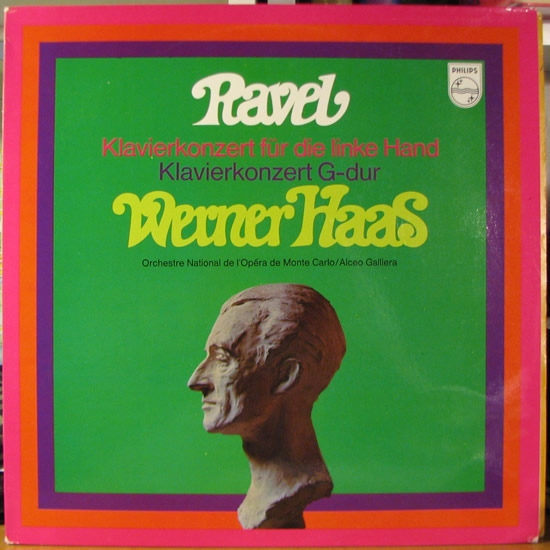 Ravel
PHILIPS
Klavierkonzert für die linke Hand
Klavierkonzert G-dur
Werner Haas
Orchestre National de l'Opéra de Monte Carlo/Alceo Galliera